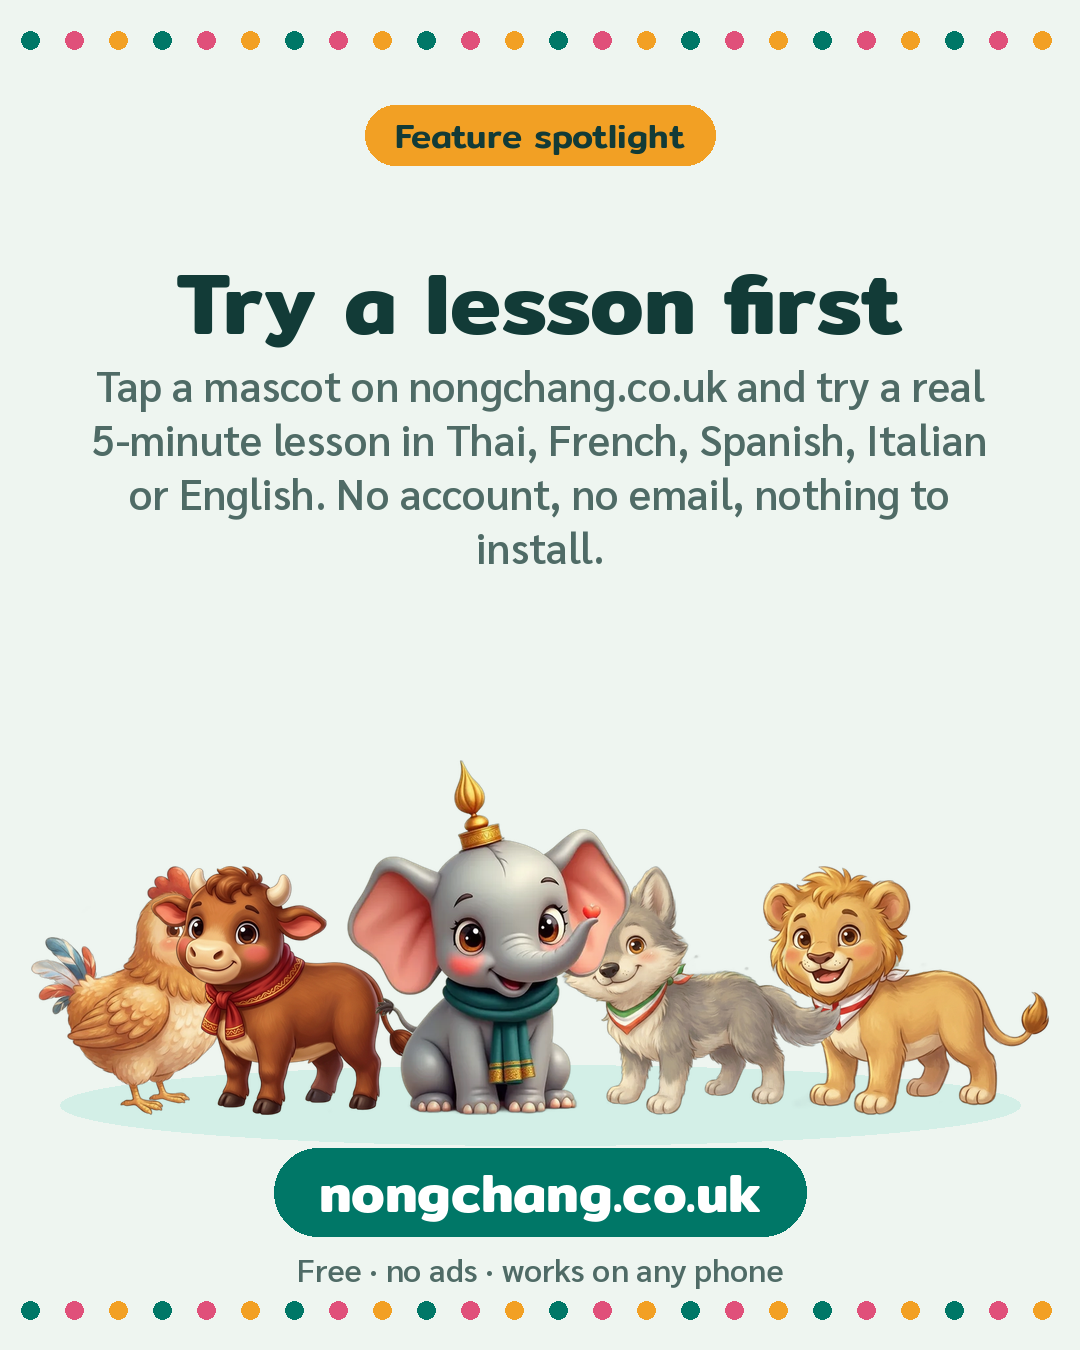 Feature spotlight
Try a lesson first
Tap a mascot on nongchang.co.uk and try a real
5-minute lesson in Thai, French, Spanish, Italian
or English. No account, no email, nothing to
install.
nongchang.co.uk
Free · no ads · works on any phone